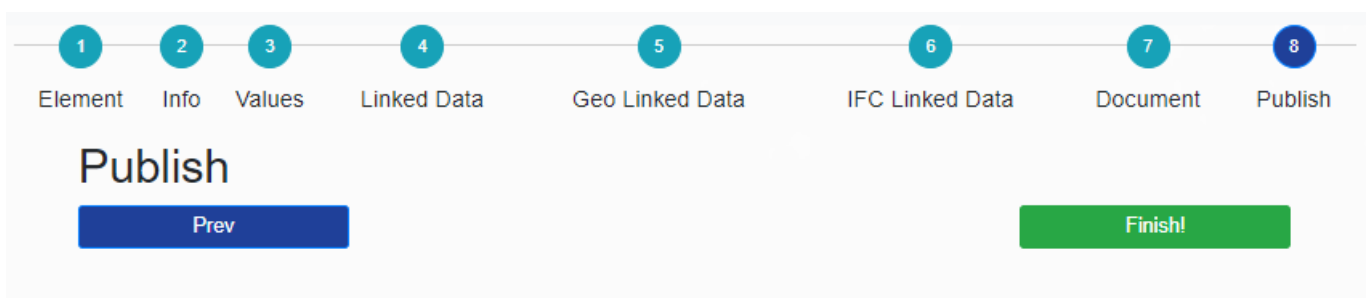 1 2 3 4 5 6 7 8
Element Info Values Linked Data Geo Linked Data IFC Linked Data Document Publish
Publish
Prev Finish!